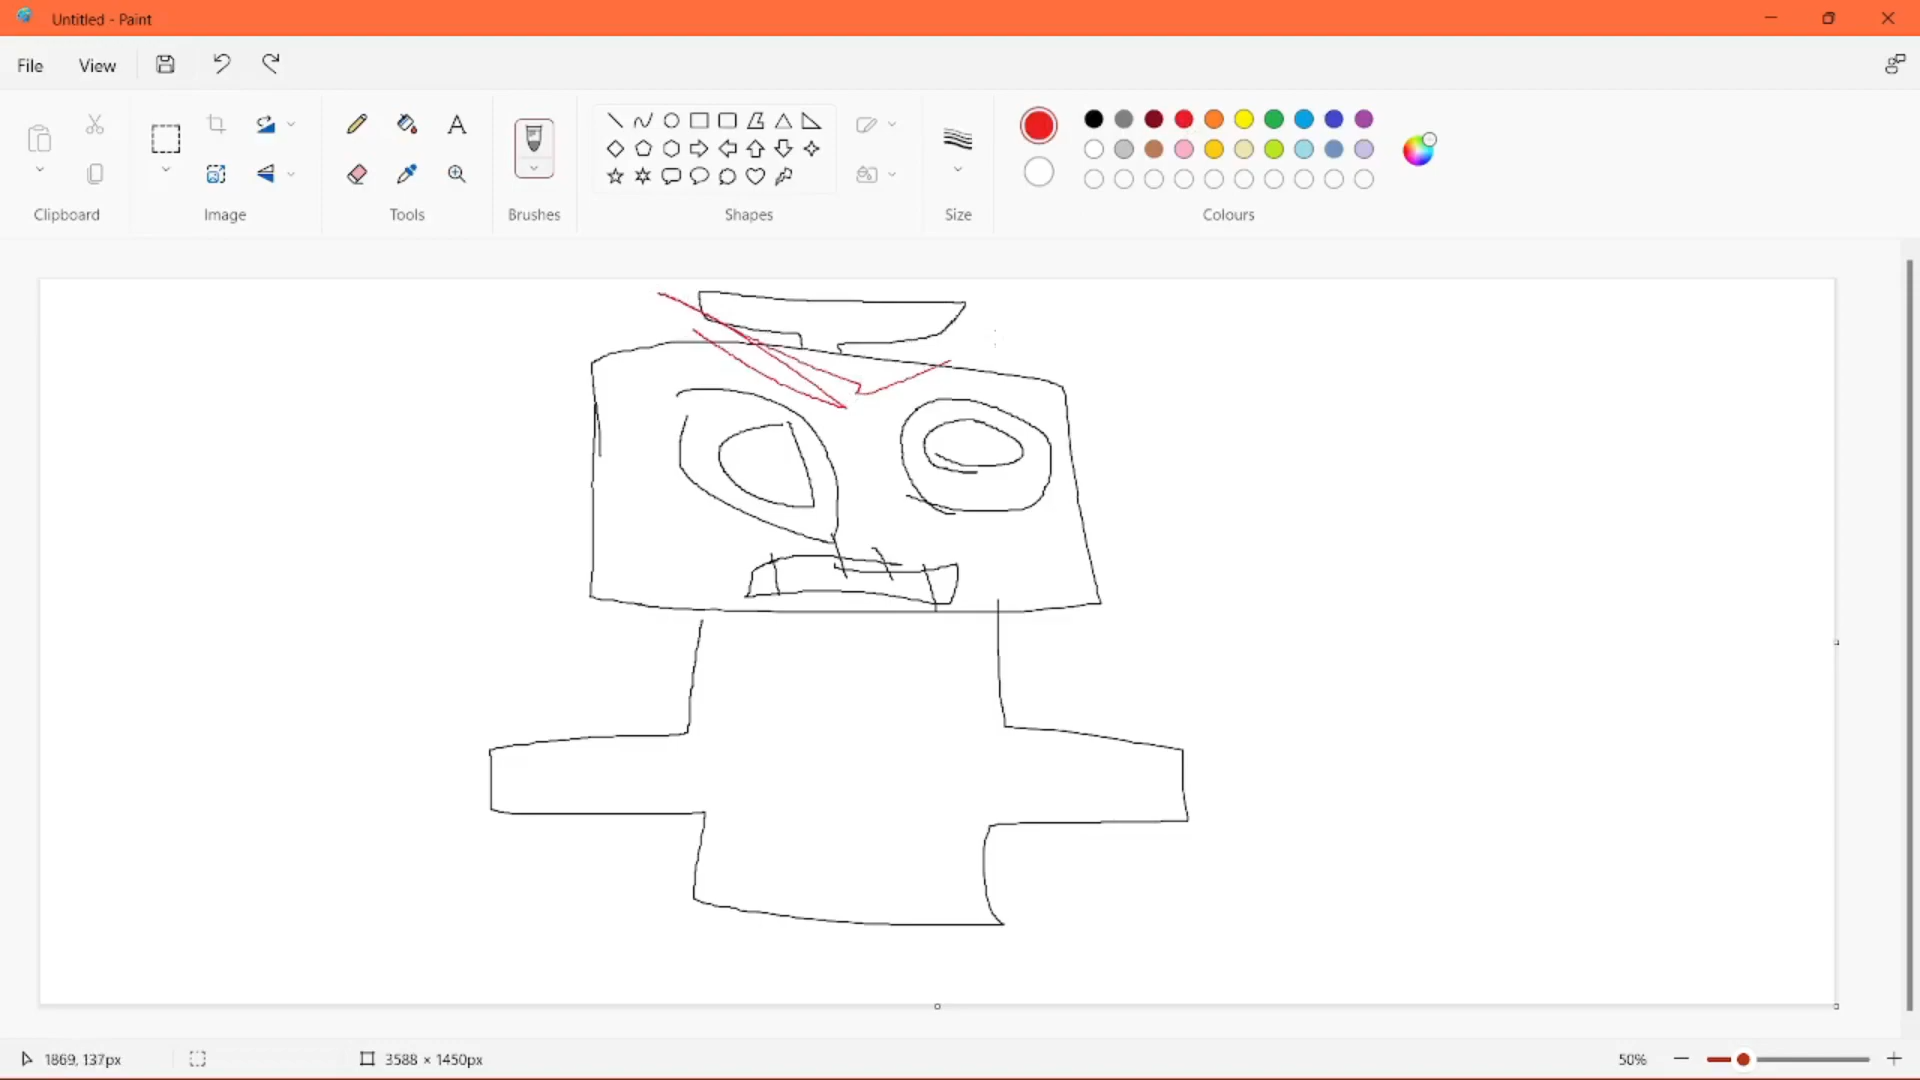 Untitled - Paint
File View
Clipboard Image Tools Brushes Shapes Size Colours
1869, 137px 3588 × 1450px 50%